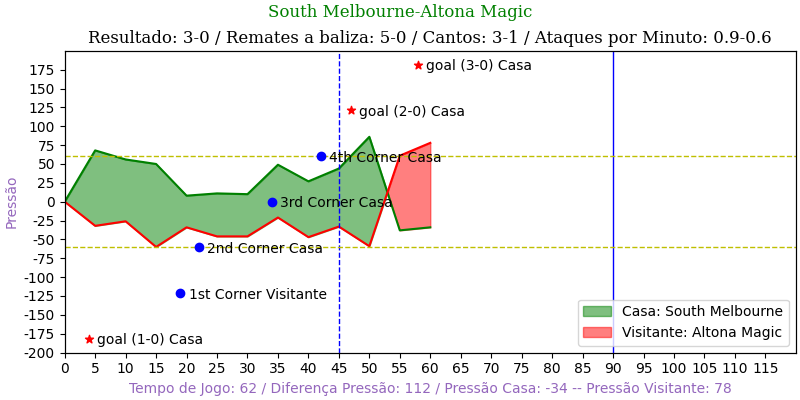 South Melbourne-Altona Magic
Resultado: 3-0 / Remates a baliza: 5-0 / Cantos: 3-1 / Ataques por Minuto: 0.9-0.6
175
150
125
100
75
50
25
0
-25
-50
-75
-100
-125
-150
-175
-200
Pressão
goal (3-0) Casa
goal (2-0) Casa
4th Corner Casa
3rd Corner Casa
2nd Corner Casa
1st Corner Visitante
goal (1-0) Casa
Casa: South Melbourne
Visitante: Altona Magic
0 5 10 15 20 25 30 35 40 45 50 55 60 65 70 75 80 85 90 95 100 105 110 115
Tempo de Jogo: 62 / Diferença Pressão: 112 / Pressão Casa: -34 -- Pressão Visitante: 78